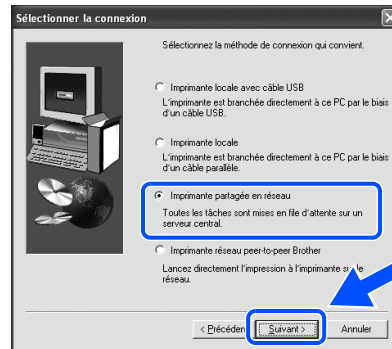 Sélectionner la connexion
Sélectionnez la méthode de connexion qui convient.
Imprimante locale avec câble USB
L'imprimante est branchée directement à ce PC par le biais
d'un câble USB.
Imprimante locale
L'imprimante est branchée directement à ce PC par le biais
d'un câble parallèle.
Imprimante partagée en réseau
Toutes les tâches sont mises en file d'attente sur un
serveur central.
Imprimante réseau peer-to-peer Brother
Lancez directement l'impression à l'imprimante sur le
réseau.
< Précéden Suivant > Annuler